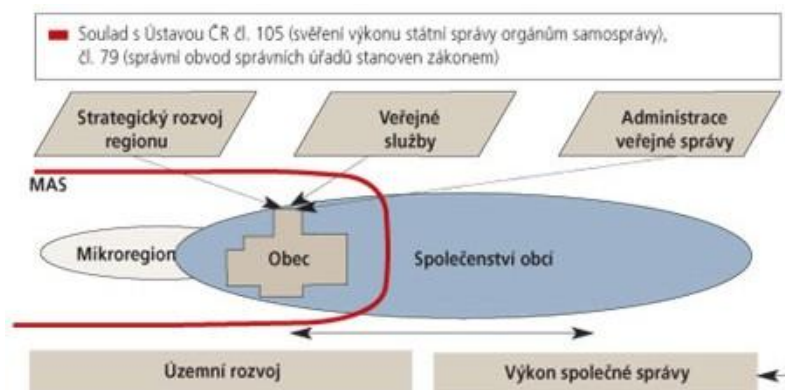 Soulad s Ústavou ČR čl. 105 (svěření výkonu státní správy orgánům samosprávy),
čl. 79 (správní obvod správních úřadů stanoven zákonem)
Strategický rozvoj
regionu
Veřejné
služby
Administrace
veřejné správy
MAS
Mikroregion
Obec
Společenství obcí
Územní rozvoj
Výkon společné správy